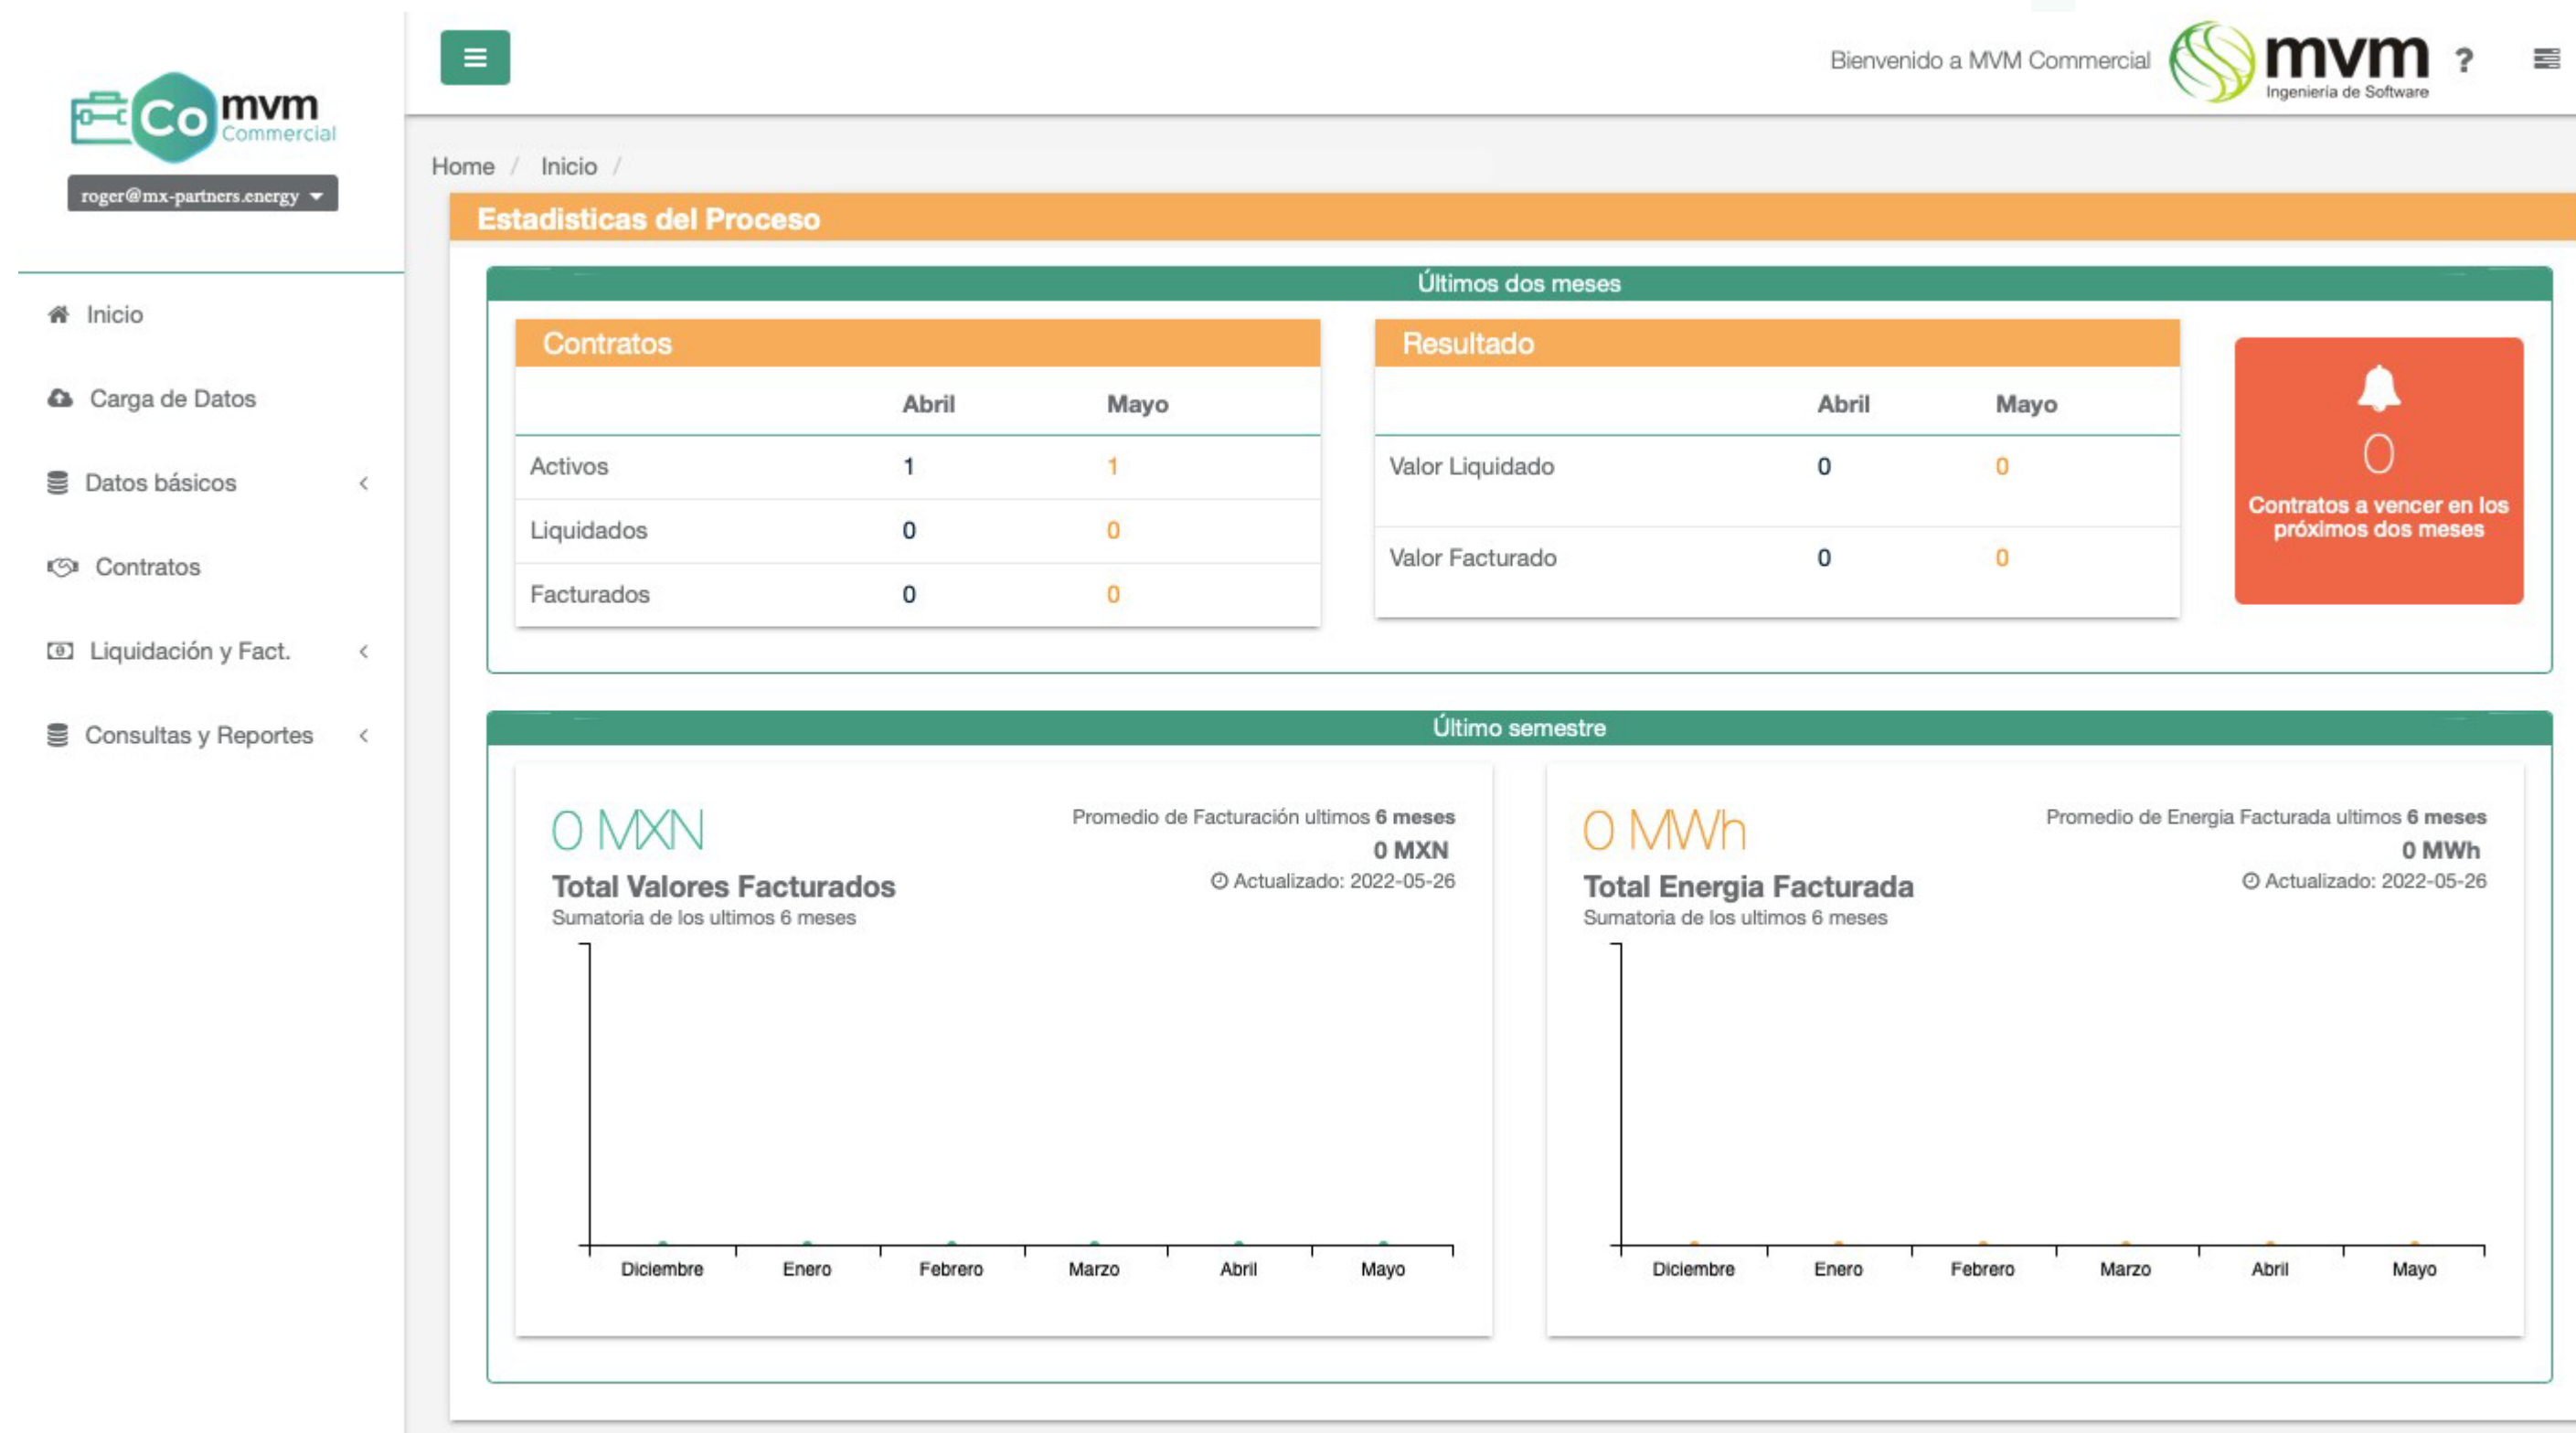 Co mvm
Commercial
roger@mx-partners.energy
Inicio
Carga de Datos
Datos básicos
Contratos
Liquidación y Fact.
Consultas y Reportes
Bienvenido a MVM Commercial
mvm
Ingeniería de Software
?
Home / Inicio /
Estadisticas del Proceso
Últimos dos meses
Contratos
Abril Mayo
Activos 1 1
Liquidados 0 0
Facturados 0 0
Resultado
Abril Mayo
Valor Liquidado 0 0
Valor Facturado 0 0
0
Contratos a vencer en los
próximos dos meses
Último semestre
0 MXN
Total Valores Facturados
Sumatoria de los ultimos 6 meses
Promedio de Facturación ultimos 6 meses
0 MXN
Actualizado: 2022-05-26
Diciembre Enero Febrero Marzo Abril Mayo
0 MWh
Total Energia Facturada
Sumatoria de los ultimos 6 meses
Promedio de Energia Facturada ultimos 6 meses
0 MWh
Actualizado: 2022-05-26
Diciembre Enero Febrero Marzo Abril Mayo